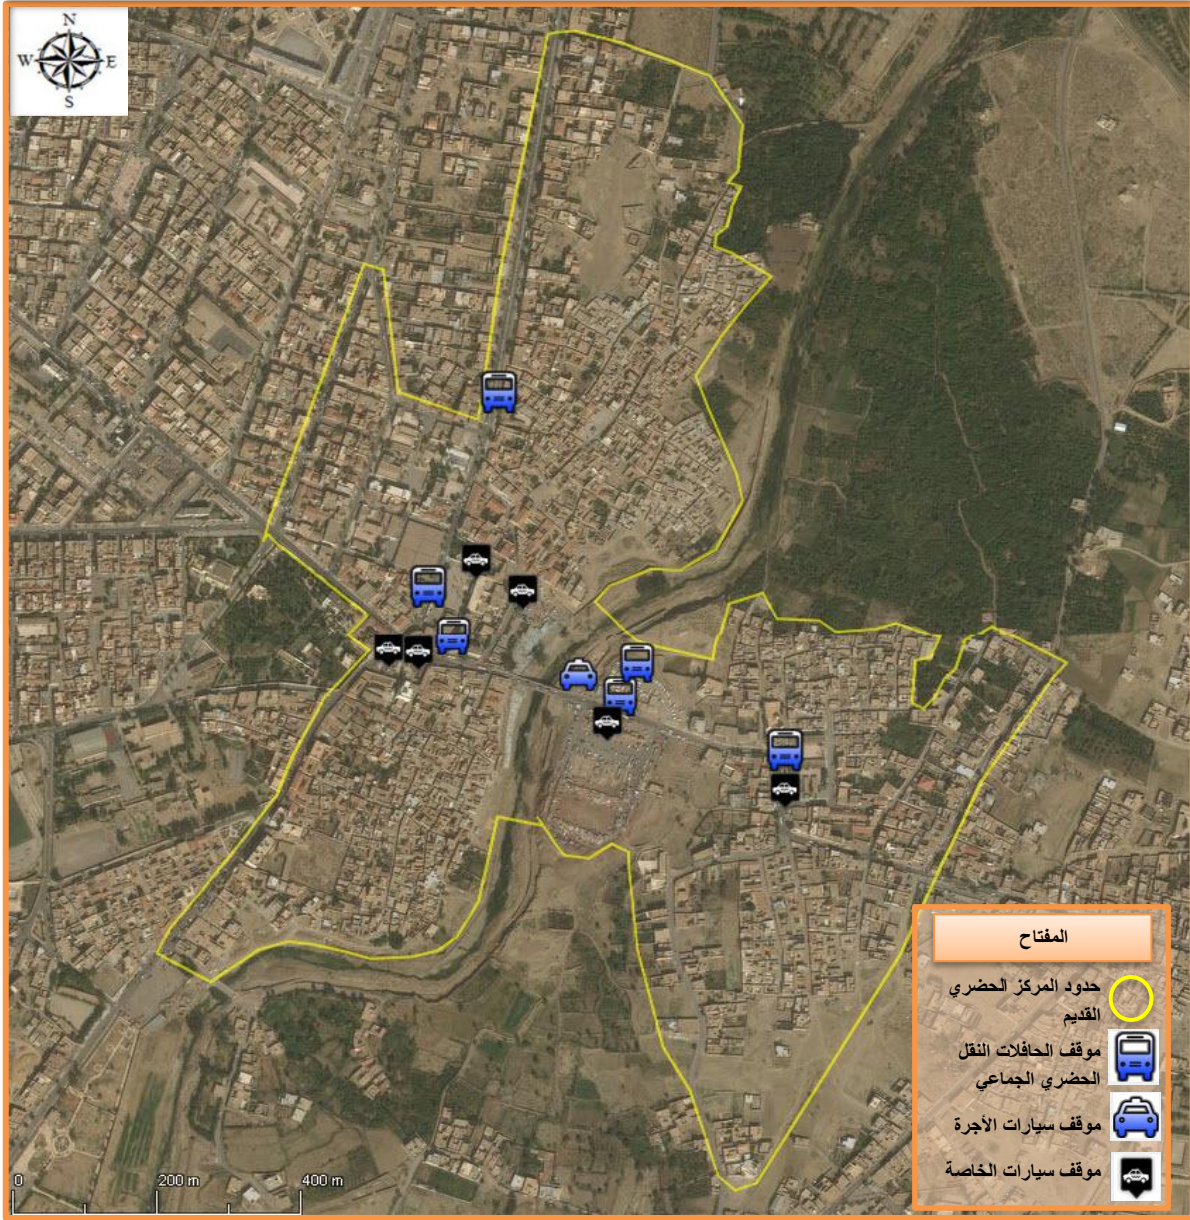 N
W E
S
المفتاح
حدود المركز الحضري
القديم
موقف الحافلات النقل
الحضري الجماعي
موقف سيارات الأجرة
موقف سيارات الخاصة
0 200 m 400 m